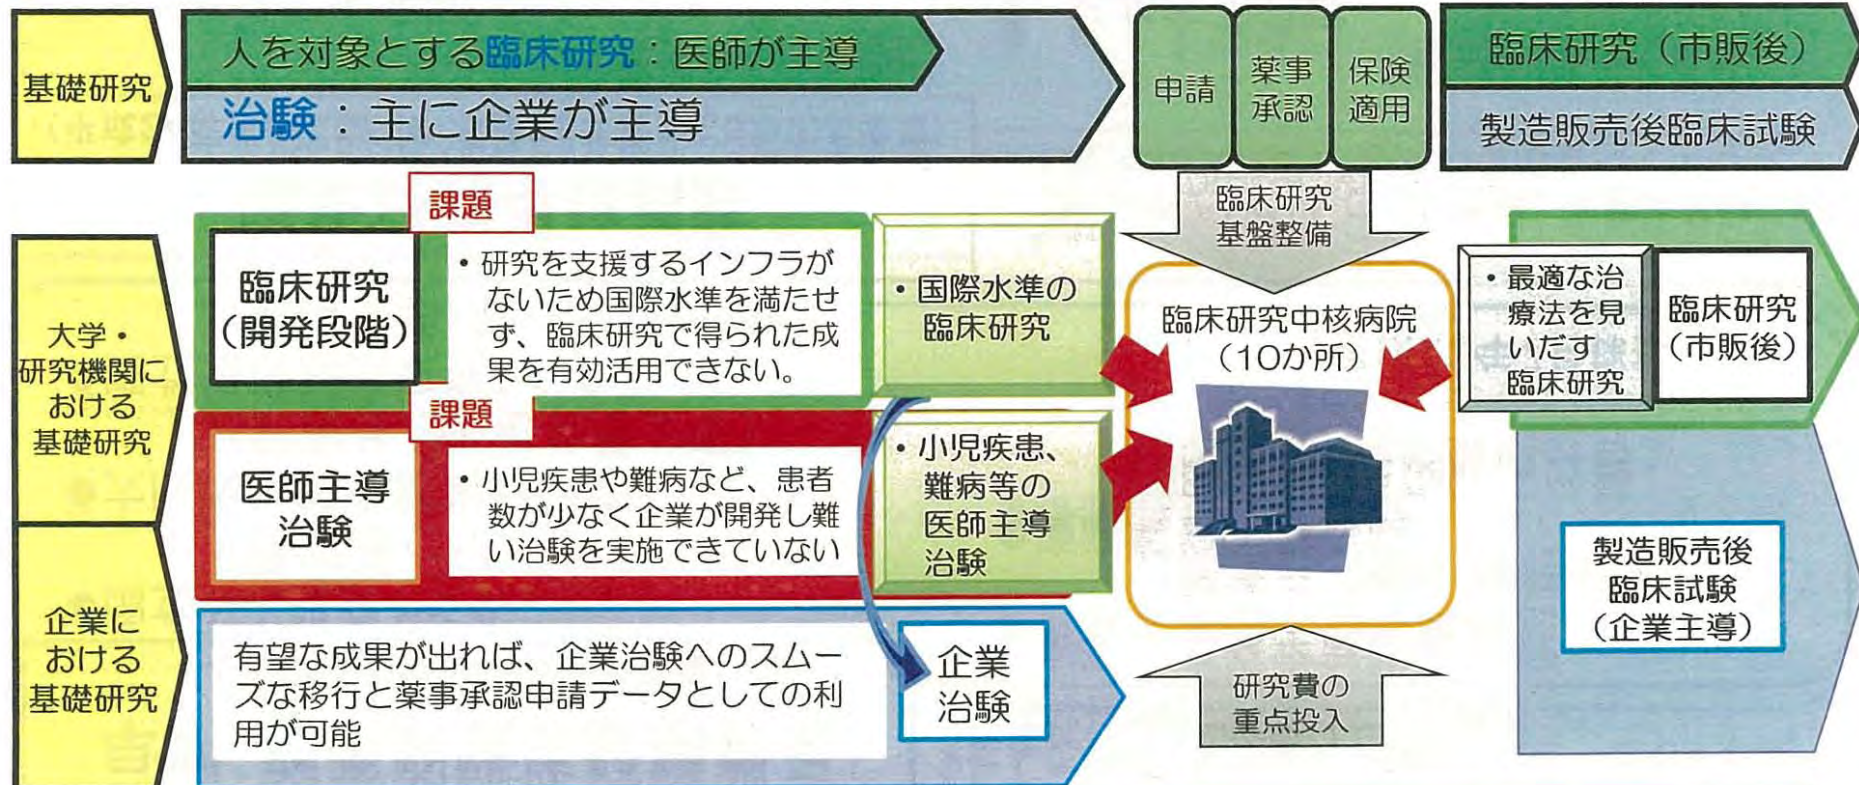 基礎研究
人を対象とする臨床研究：医師が主導
治験：主に企業が主導
申請
薬事
承認
保険
適用
臨床研究（市販後）
製造販売後臨床試験
大学・
研究機関に
おける
基礎研究
企業に
おける
基礎研究
課題
臨床研究
（開発段階）
・研究を支援するインフラが
ないため国際水準を満たせ
ず、臨床研究で得られた成
果を有効活用できない。
・国際水準の
臨床研究
課題
医師主導
治験
・小児疾患や難病など、患者
数が少なく企業が開発し難
い治験を実施できていない
・小児疾患、
難病等の
医師主導
治験
有望な成果が出れば、企業治験へのスムー
ズな移行と薬事承認申請データとしての利
用が可能
企業
治験
臨床研究
基盤整備
臨床研究中核病院
（10か所）
研究費の
重点投入
・最適な治
療法を見
いだす
臨床研究
臨床研究
（市販後）
製造販売後
臨床試験
（企業主導）